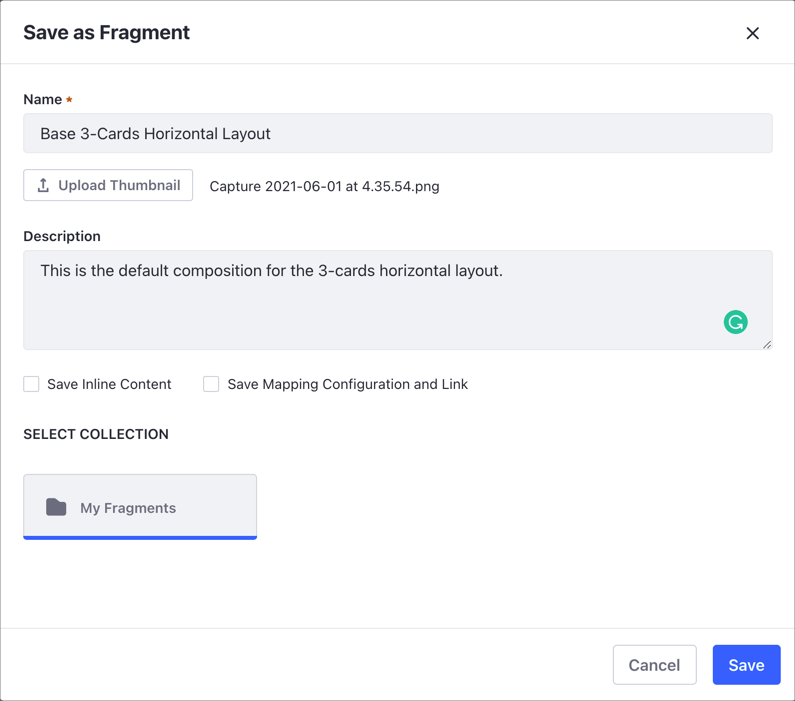 Save as Fragment
Name *
Base 3-Cards Horizontal Layout
Upload Thumbnail Capture 2021-06-01 at 4.35.54.png
Description
This is the default composition for the 3-cards horizontal layout.
Save Inline Content Save Mapping Configuration and Link
SELECT COLLECTION
My Fragments
Cancel Save